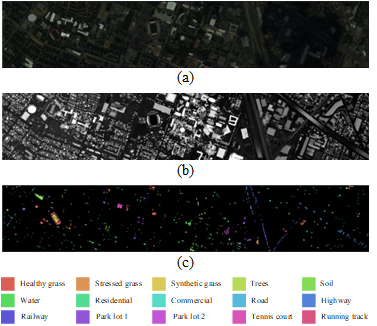 (a)
(b)
(c)
Healthy grass Stressed grass Synthetic grass Trees Soil
Water Residential Commercial Road Highway
Railway Park lot 1 Park lot 2 Tennis court Running track